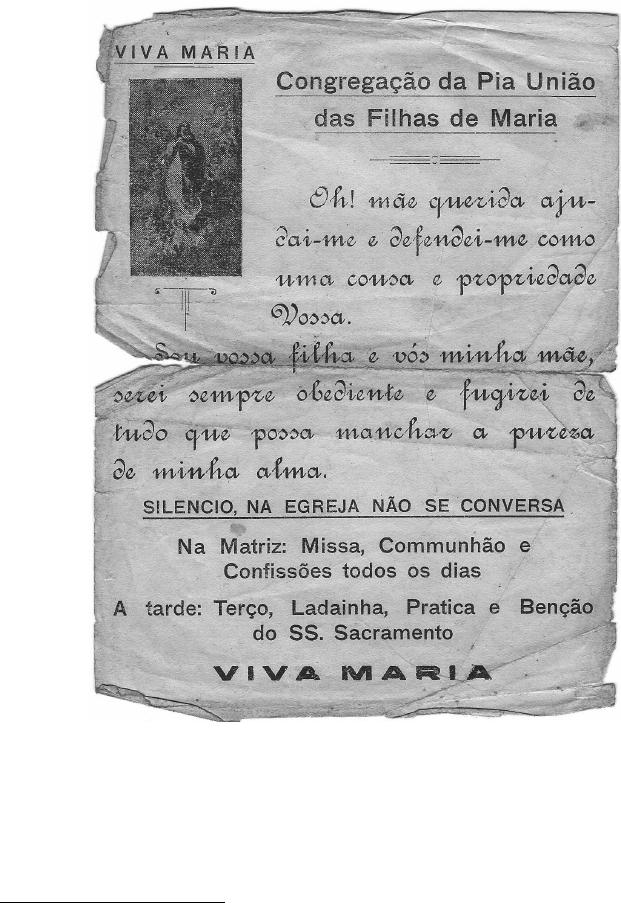 VIVA MARIA
Congregação da Pia União
das Filhas de Maria
Oh! mãe querida aju-
dai-me e defendei-me como
uma cousa e propriedade
Vossa.
Sou vossa filha e vós minha mãe,
serei sempre obediente e fugirei de
tudo que possa manchar a pureza
de minha alma.
SILENCIO, NA EGREJA NÃO SE CONVERSA
Na Matriz: Missa, Communhão e
Confissões todos os dias
A tarde: Terço, Ladainha, Pratica e Benção
do SS. Sacramento
VIVA MARIA